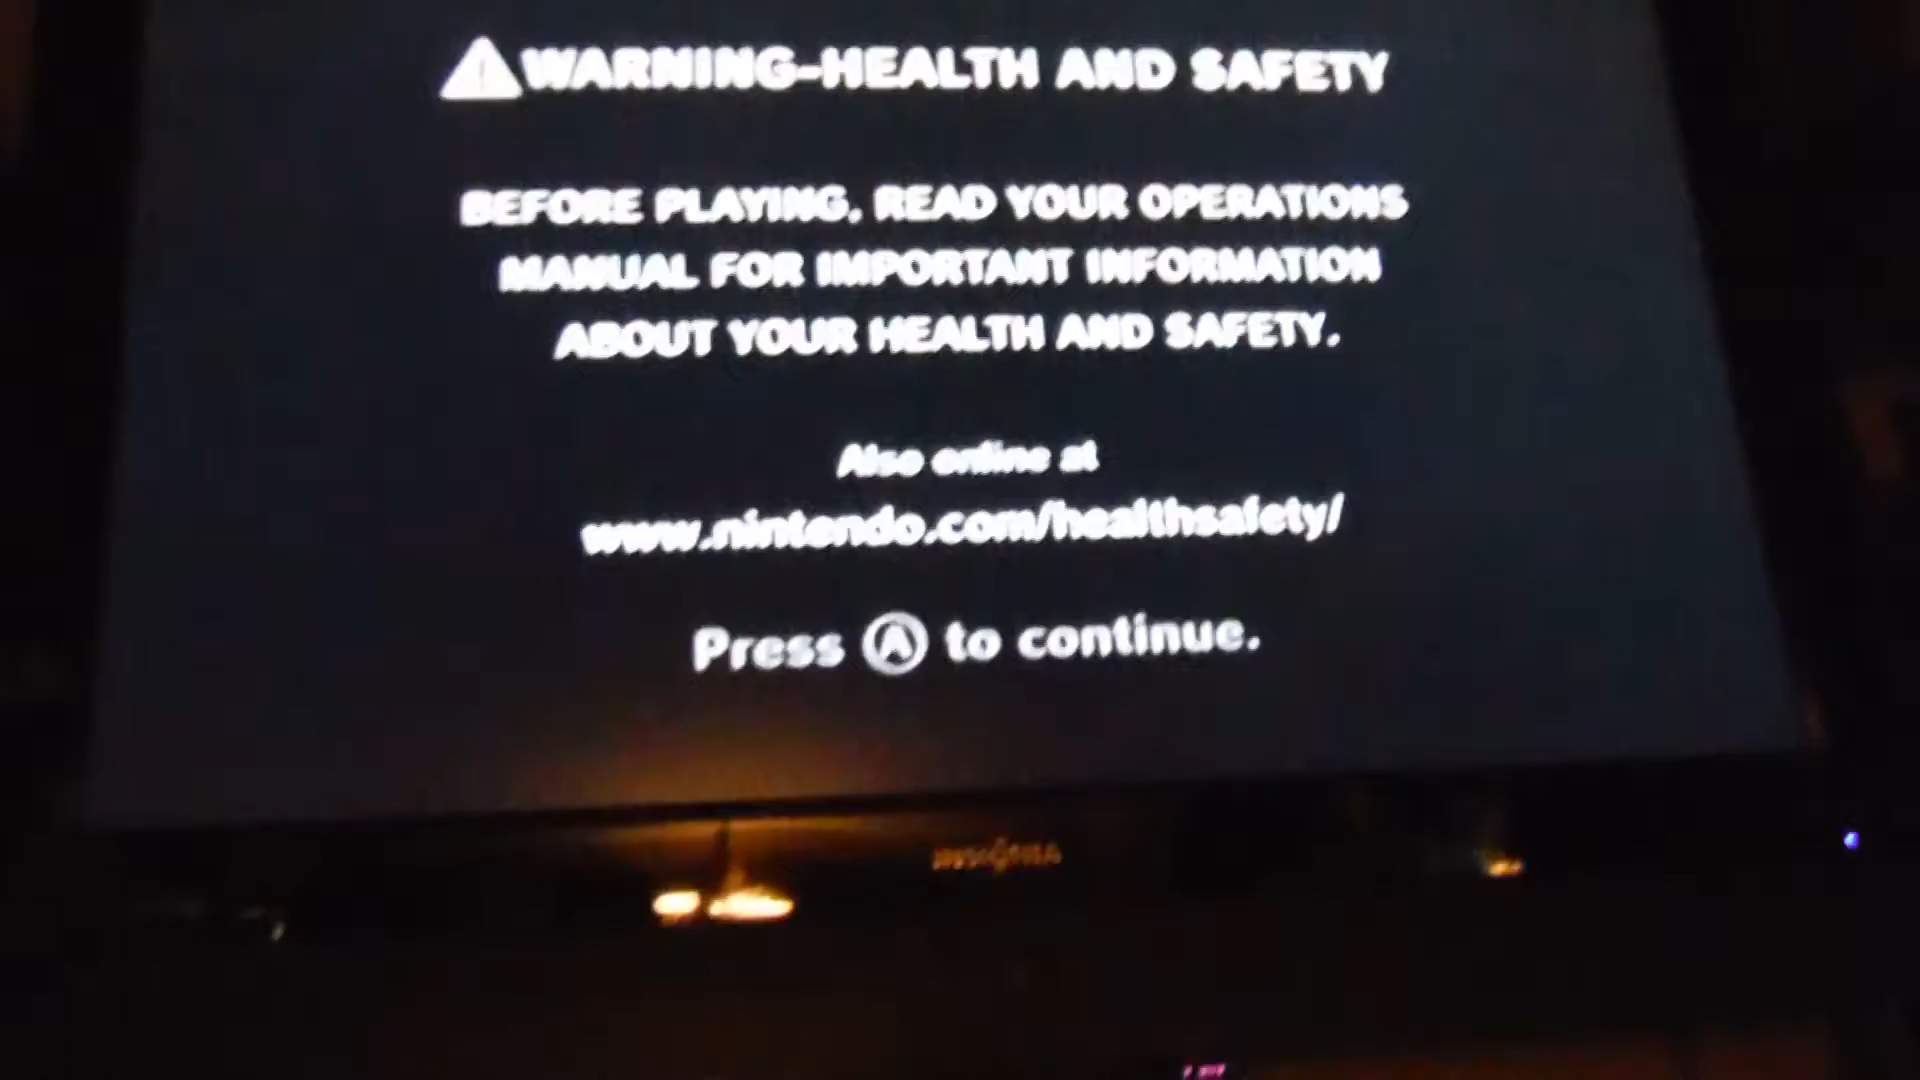 WARNING-HEALTH AND SAFETY
BEFORE PLAYING, READ YOUR OPERATIONS
MANUAL FOR IMPORTANT INFORMATION
ABOUT YOUR HEALTH AND SAFETY.
Also online at
www.nintendo.com/healthsafety/
Press A to continue.
INSIGNIA